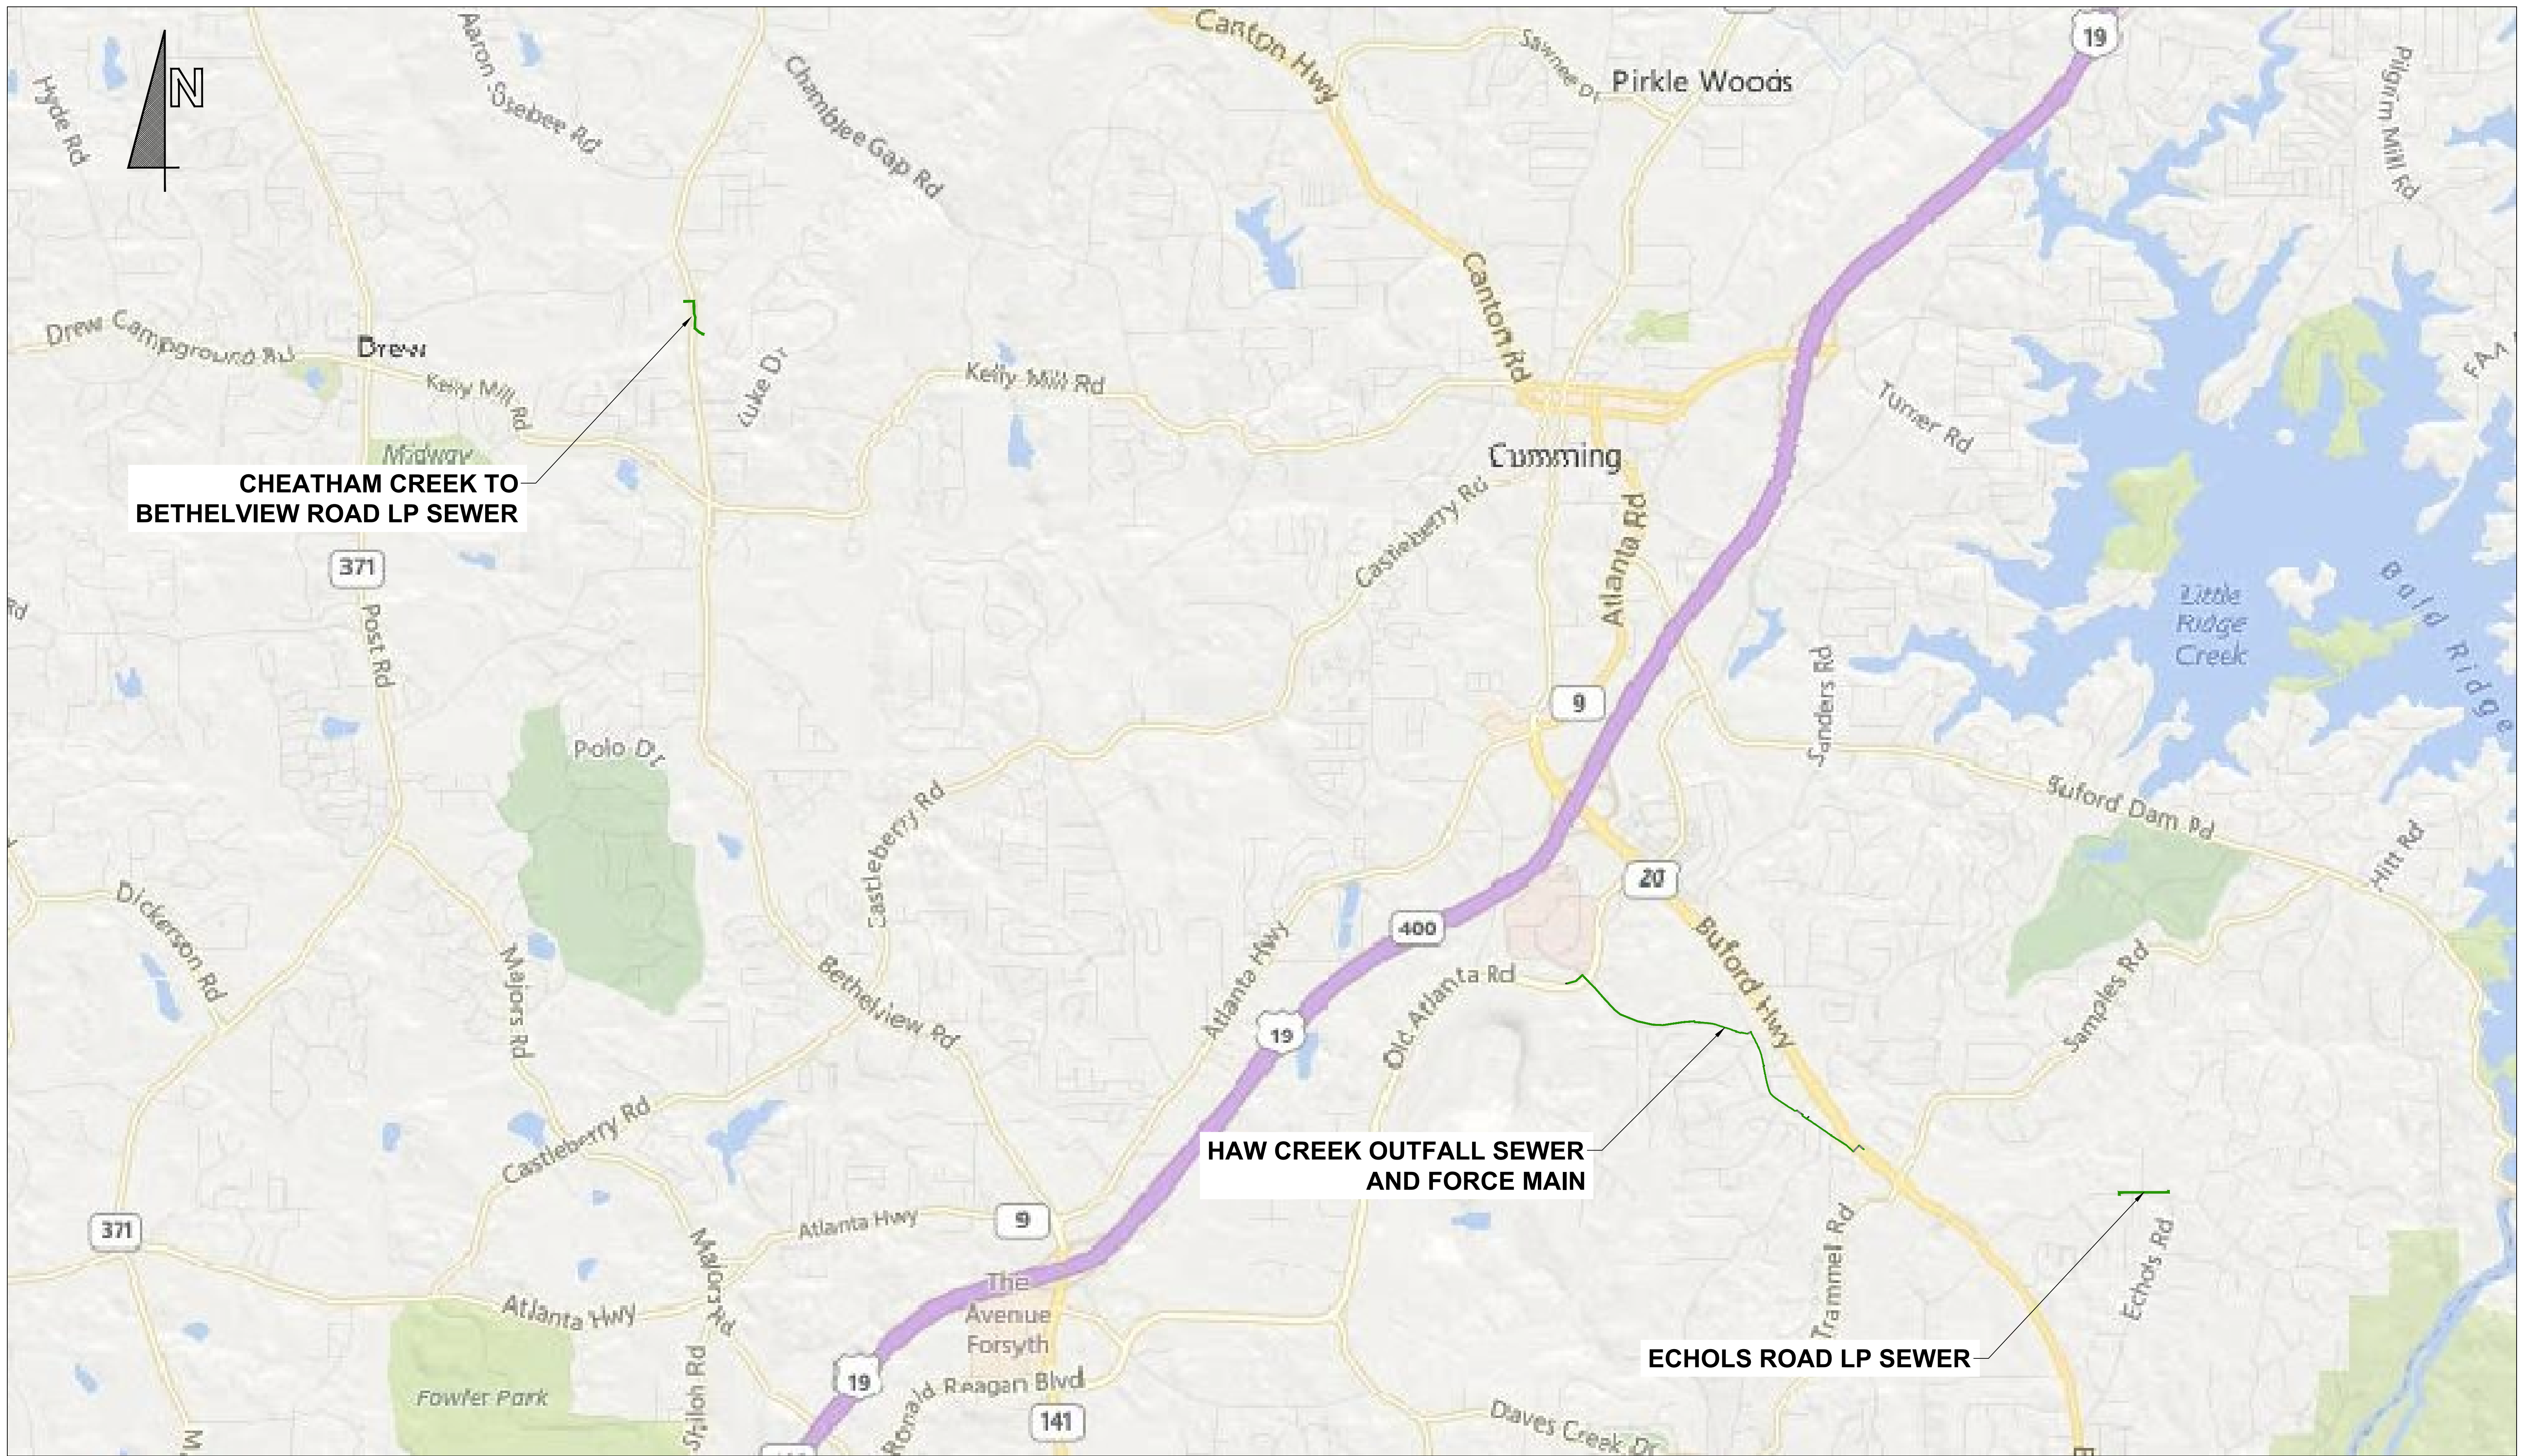 N
19
Canton Hwy
Sawnee Dr
Pirkle Woods
Pilgrim Mill Rd
Hyde Rd
Aaron Sosebee Rd
Chamblee Gap Rd
Canton Rd
Drew Campground Rd
Drew
Kelly Mill Rd
Luke Dr
Kelly Mill Rd
Turner Rd
Midway
Cumming
CHEATHAM CREEK TO
BETHELVIEW ROAD LP SEWER
Castleberry Rd
Atlanta Rd
371
Post Rd
Rd
Little
Ridge
Creek
Bald Ridge
Sanders Rd
9
Polo Dr
Buford Dam Rd
Hitt Rd
Castleberry Rd
20
Dickerson Rd
400
Buford Hwy
Majors Rd
Bethelview Rd
Atlanta Hwy
Old Atlanta Rd
Samples Rd
19
Castleberry Rd
HAW CREEK OUTFALL SEWER
AND FORCE MAIN
371
Atlanta Hwy
9
Majors Rd
Trammel Rd
Echols Rd
The
Avenue
Forsyth
Atlanta Hwy
ECHOLS ROAD LP SEWER
19
Shiloh Rd
Ronald Reagan Blvd
Fowler Park
141
Daves Creek Dr
M